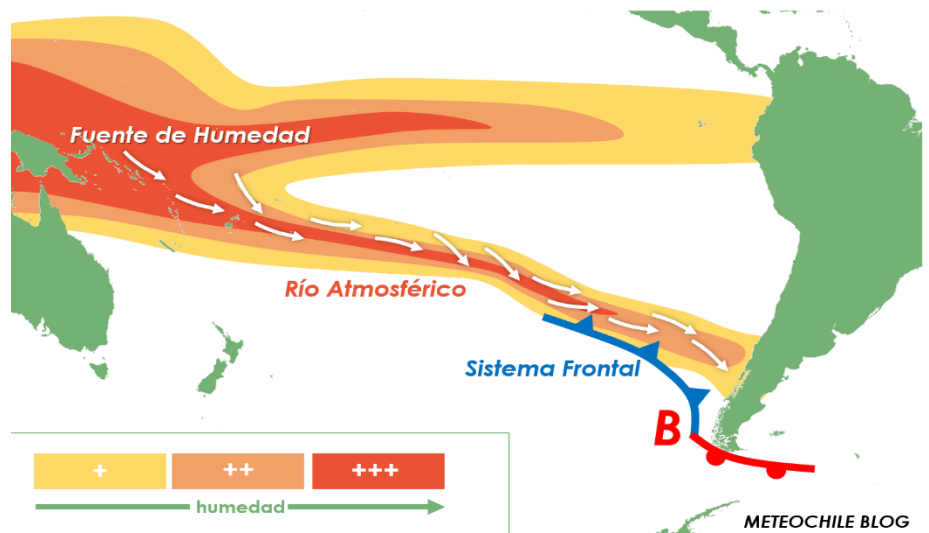 Fuente de Humedad
Río Atmosférico
Sistema Frontal
B
+
++
+++
humedad
METEOCHILE BLOG